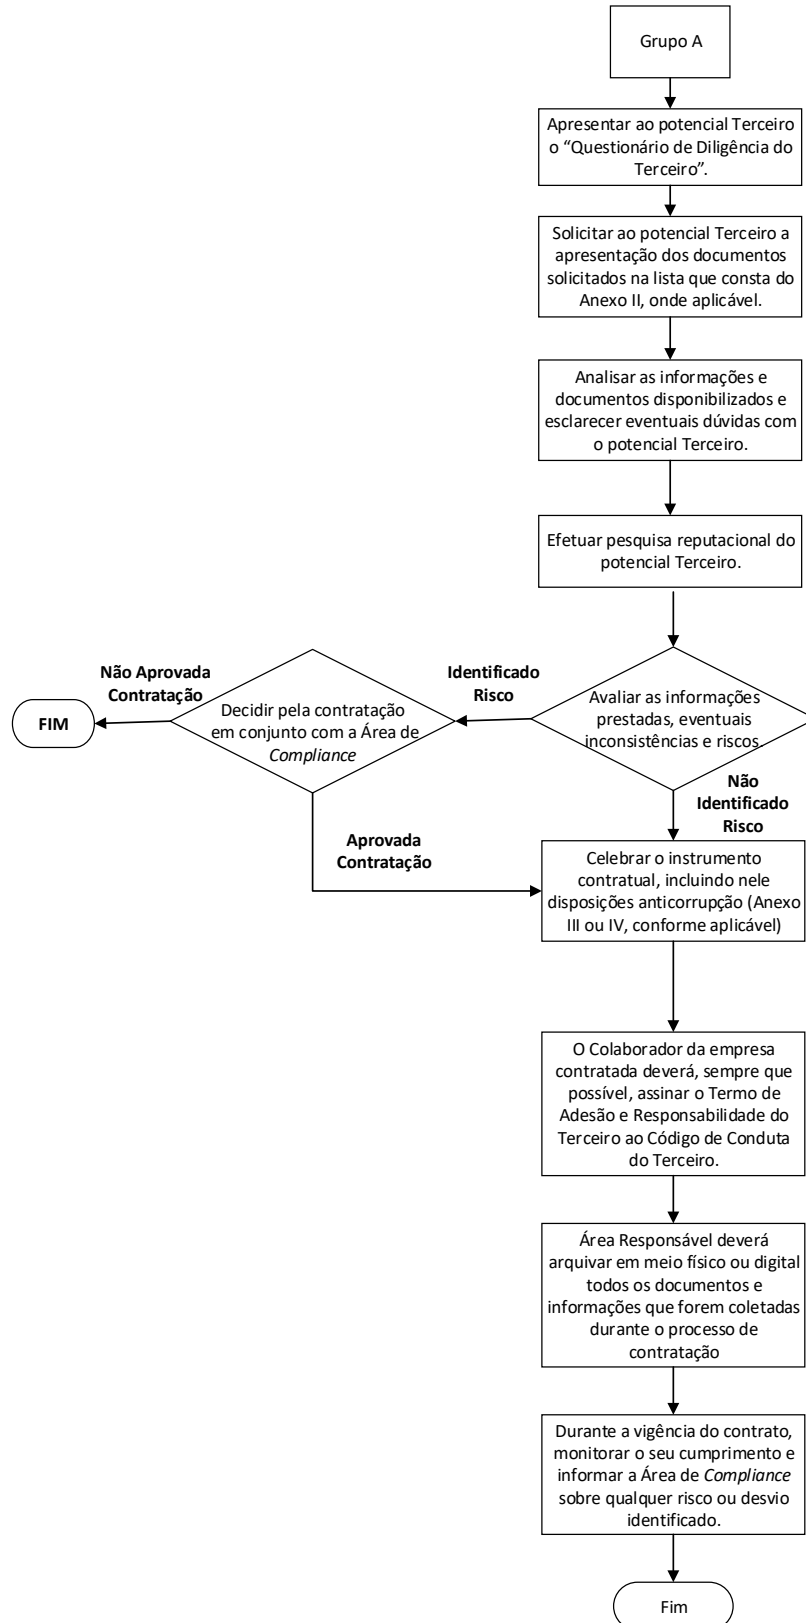 Grupo A
Apresentar ao potencial Terceiro
o “Questionário de Diligência do
Terceiro”.
Solicitar ao potencial Terceiro a
apresentação dos documentos
solicitados na lista que consta do
Anexo II, onde aplicável.
Analisar as informações e
documentos disponibilizados e
esclarecer eventuais dúvidas com
o potencial Terceiro.
Efetuar pesquisa reputacional do
potencial Terceiro.
Avaliar as informações
prestadas, eventuais
inconsistências e riscos.
Identificado
Risco
Decidir pela contratação
em conjunto com a Área de
Compliance
Não Aprovada
Contratação
FIM
Não
Identificado
Risco
Aprovada
Contratação
Celebrar o instrumento
contratual, incluindo nele
disposições anticorrupção (Anexo
III ou IV, conforme aplicável)
O Colaborador da empresa
contratada deverá, sempre que
possível, assinar o Termo de
Adesão e Responsabilidade do
Terceiro ao Código de Conduta
do Terceiro.
Área Responsável deverá
arquivar em meio físico ou digital
todos os documentos e
informações que forem coletadas
durante o processo de
contratação
Durante a vigência do contrato,
monitorar o seu cumprimento e
informar a Área de Compliance
sobre qualquer risco ou desvio
identificado.
Fim